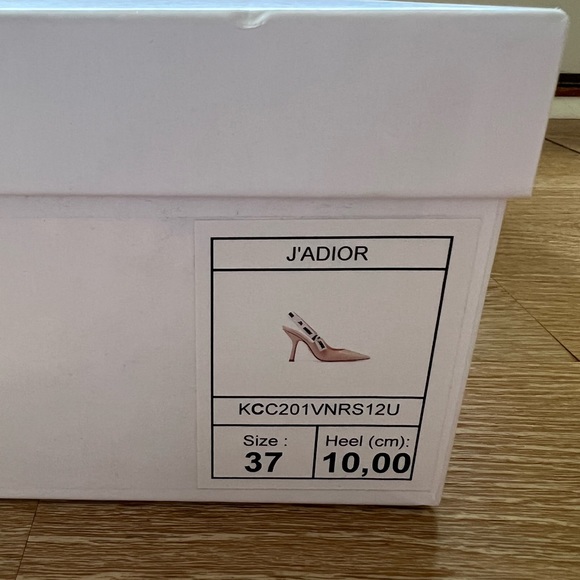 J'ADIOR
KCC201VNRS12U
Size :
37
Heel (cm):
10,00